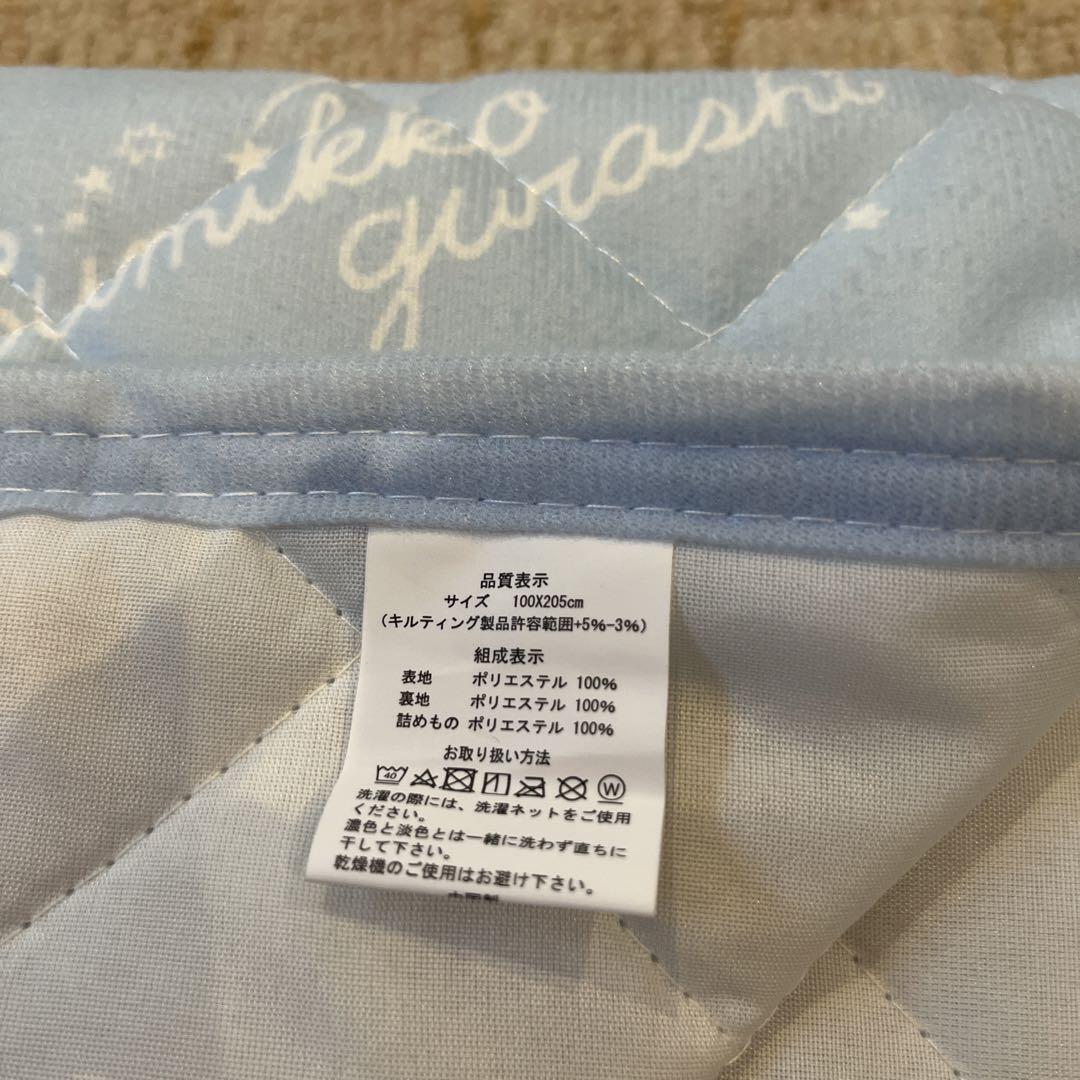 umikko
gurashi
品質表示
サイズ 100X205cm
(キルティング製品許容範囲+5%-3%)
組成表示
表地 ポリエステル 100%
裏地 ポリエステル 100%
詰めもの ポリエステル 100%
お取り扱い方法
40 W
洗濯の際には、洗濯ネットをご使用
ください。
濃色と淡色とは一緒に洗わず直ちに
干して下さい。
乾燥機のご使用はお避け下さい。